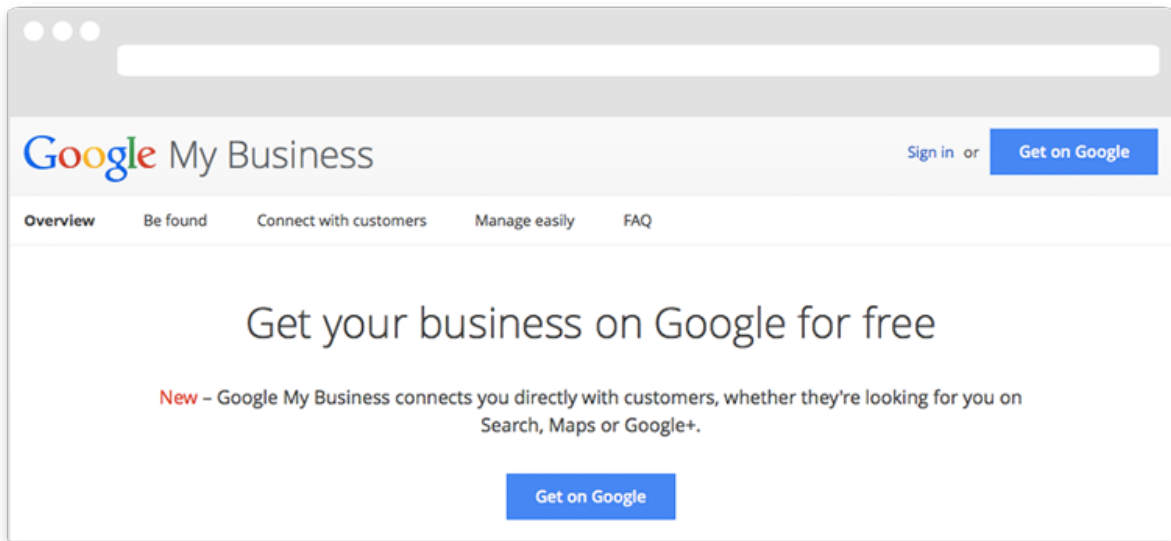 Google My Business
Sign in or Get on Google
Overview Be found Connect with customers Manage easily FAQ
Get your business on Google for free
New – Google My Business connects you directly with customers, whether they're looking for you on
Search, Maps or Google+.
Get on Google